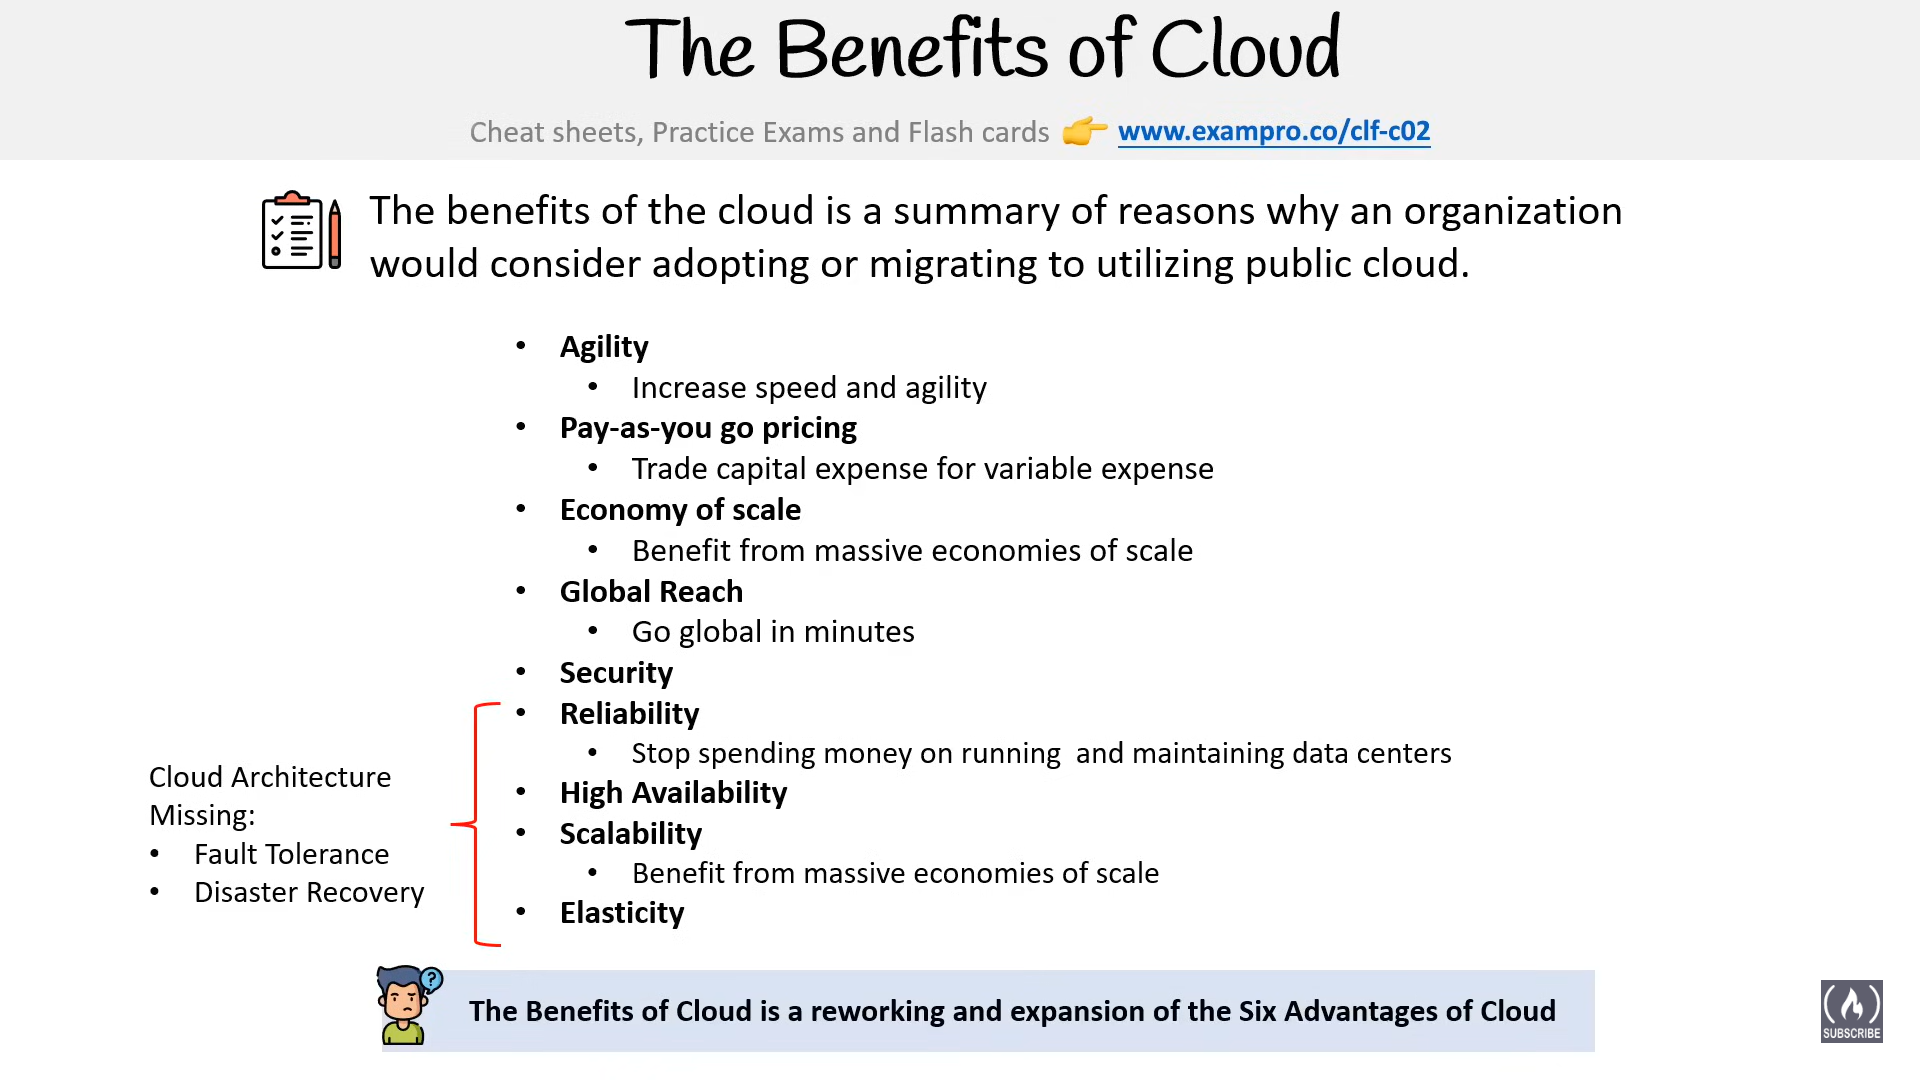 The Benefits of Cloud
Cheat sheets, Practice Exams and Flash cards 👉 www.exampro.co/clf-c02
The benefits of the cloud is a summary of reasons why an organization
would consider adopting or migrating to utilizing public cloud.
• Agility
• Increase speed and agility
• Pay-as-you go pricing
• Trade capital expense for variable expense
• Economy of scale
• Benefit from massive economies of scale
• Global Reach
• Go global in minutes
• Security
• Reliability
• Stop spending money on running  and maintaining data centers
• High Availability
• Scalability
• Benefit from massive economies of scale
• Elasticity
Cloud Architecture
Missing:
• Fault Tolerance
• Disaster Recovery
?
The Benefits of Cloud is a reworking and expansion of the Six Advantages of Cloud
SUBSCRIBE